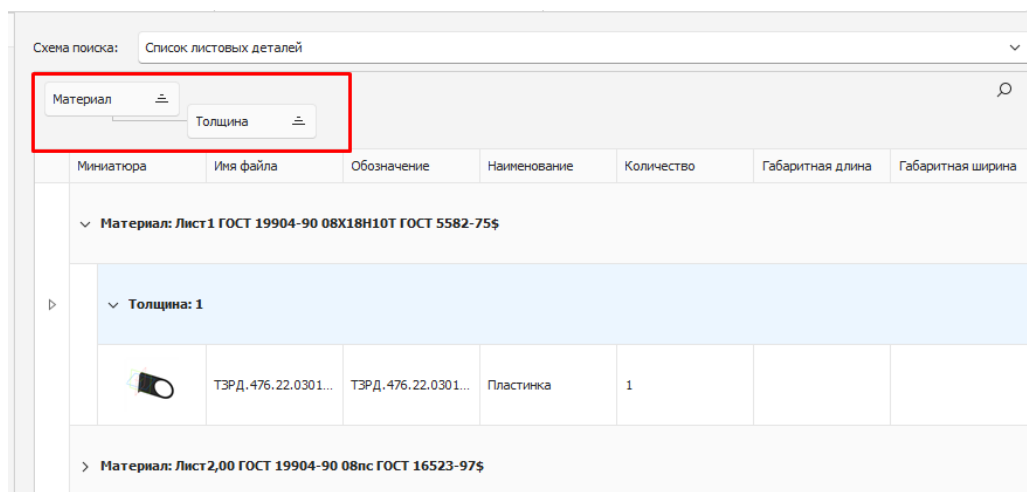 Схема поиска: Список листовых деталей
Материал
Толщина
Миниатюра Имя файла Обозначение Наименование Количество Габаритная длина Габаритная ширина
Материал: Лист1 ГОСТ 19904-90 08Х18Н10Т ГОСТ 5582-75$
Толщина: 1
ТЗРД.476.22.0301... ТЗРД.476.22.0301... Пластинка 1
Материал: Лист2,00 ГОСТ 19904-90 08пс ГОСТ 16523-97$